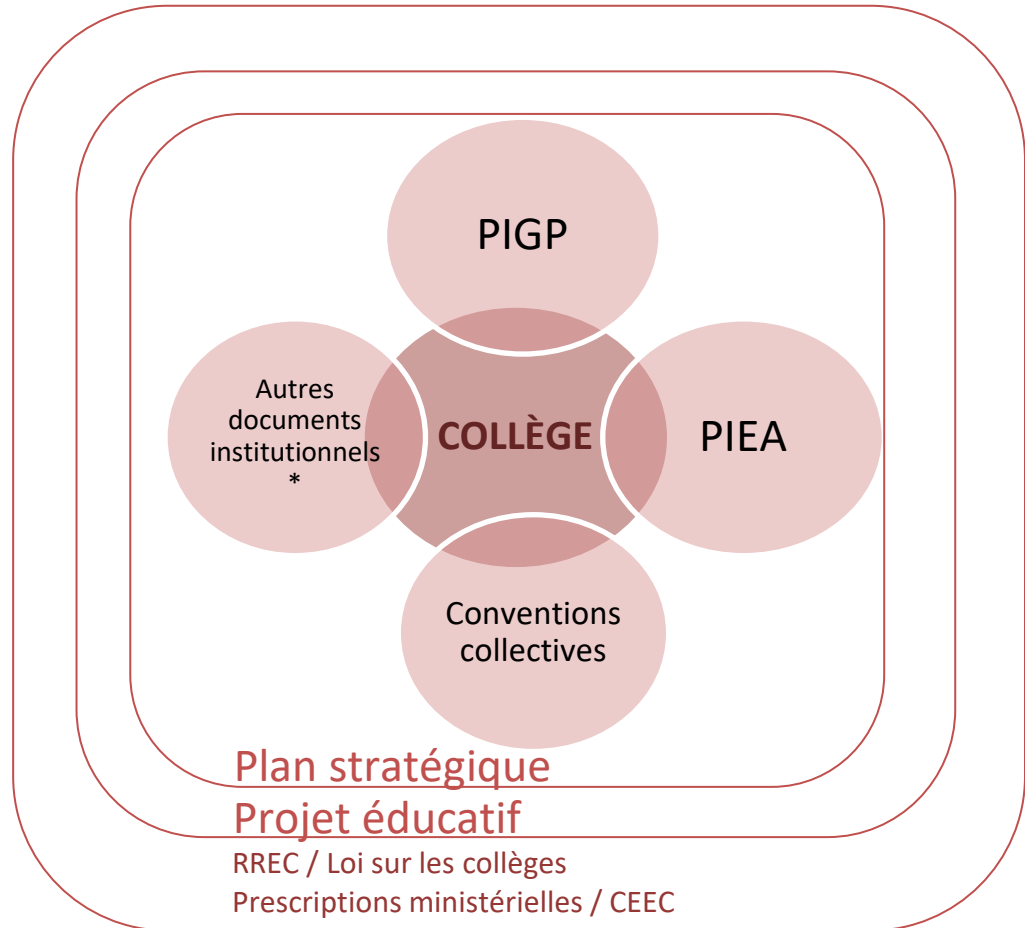 PIGP
Autres
documents
institutionnels
*
COLLÈGE
PIEA
Conventions
collectives
Plan stratégique
Projet éducatif
RREC / Loi sur les collèges
Prescriptions ministérielles / CEEC